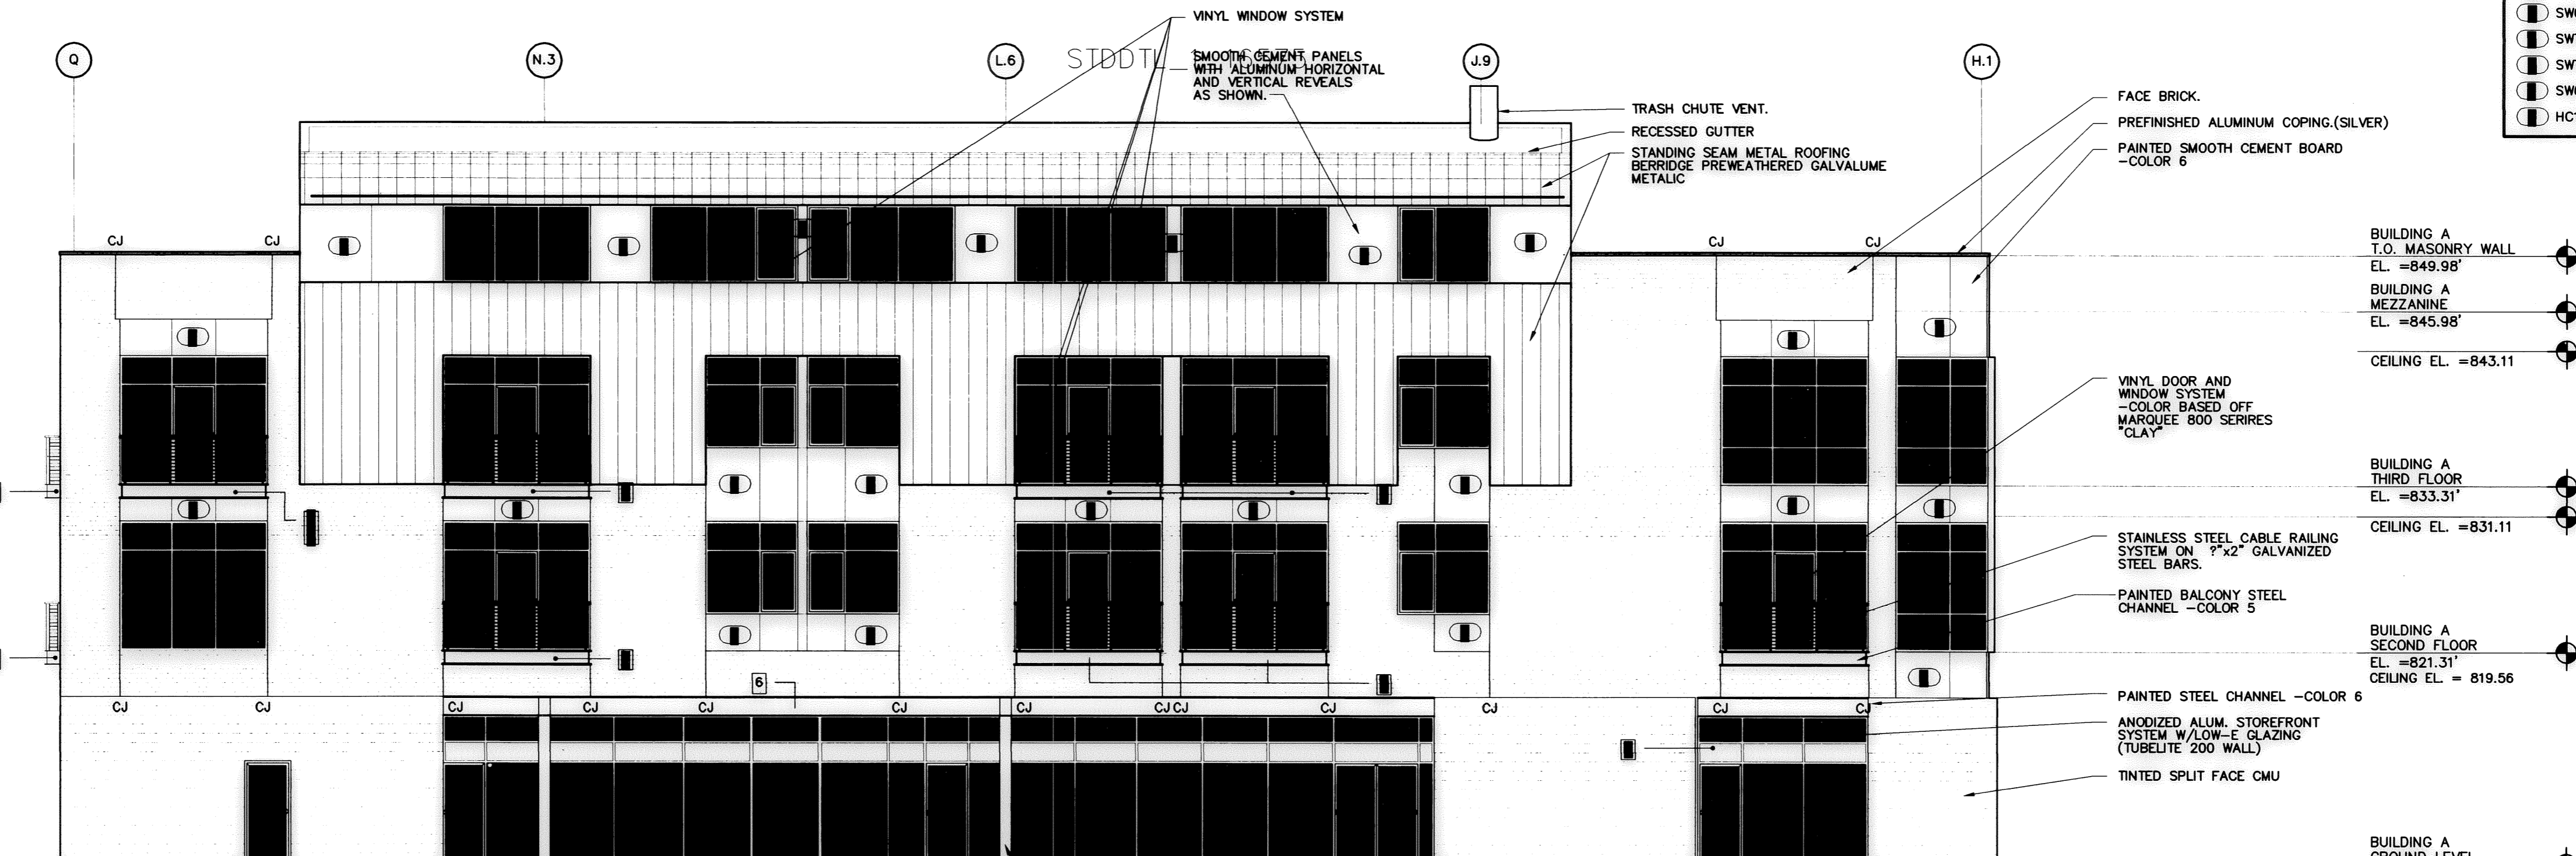 VINYL WINDOW SYSTEM
Q
N.3
L.6
J.9
H.1
STDDTL
SMOOTH CEMENT PANELS
WITH ALUMINUM HORIZONTAL
AND VERTICAL REVEALS
AS SHOWN.
TRASH CHUTE VENT.
RECESSED GUTTER
STANDING SEAM METAL ROOFING
BERRIDGE PREWEATHERED GALVALUME
METALIC
FACE BRICK.
PREFINISHED ALUMINUM COPING.(SILVER)
PAINTED SMOOTH CEMENT BOARD
-COLOR 6
CJ
CJ
CJ
CJ
BUILDING A
T.O. MASONRY WALL
EL. =849.98'
BUILDING A
MEZZANINE
EL. =845.98'
CEILING EL. =843.11
VINYL DOOR AND
WINDOW SYSTEM
-COLOR BASED OFF
MARQUEE 800 SERIRES
"CLAY"
BUILDING A
THIRD FLOOR
EL. =833.31'
CEILING EL. =831.11
STAINLESS STEEL CABLE RAILING
SYSTEM ON ?"x2" GALVANIZED
STEEL BARS.
PAINTED BALCONY STEEL
CHANNEL -COLOR 5
BUILDING A
SECOND FLOOR
EL. =821.31'
CEILING EL. = 819.56
6
PAINTED STEEL CHANNEL -COLOR 6
CJ
CJ
CJ
CJ
CJ
CJ
CJ
CJ
CJ
CJ
CJ
CJ
CJ
ANODIZED ALUM. STOREFRONT
SYSTEM W/LOW-E GLAZING
(TUBELITE 200 WALL)
TINTED SPLIT FACE CMU
BUILDING A
GROUND LEVEL